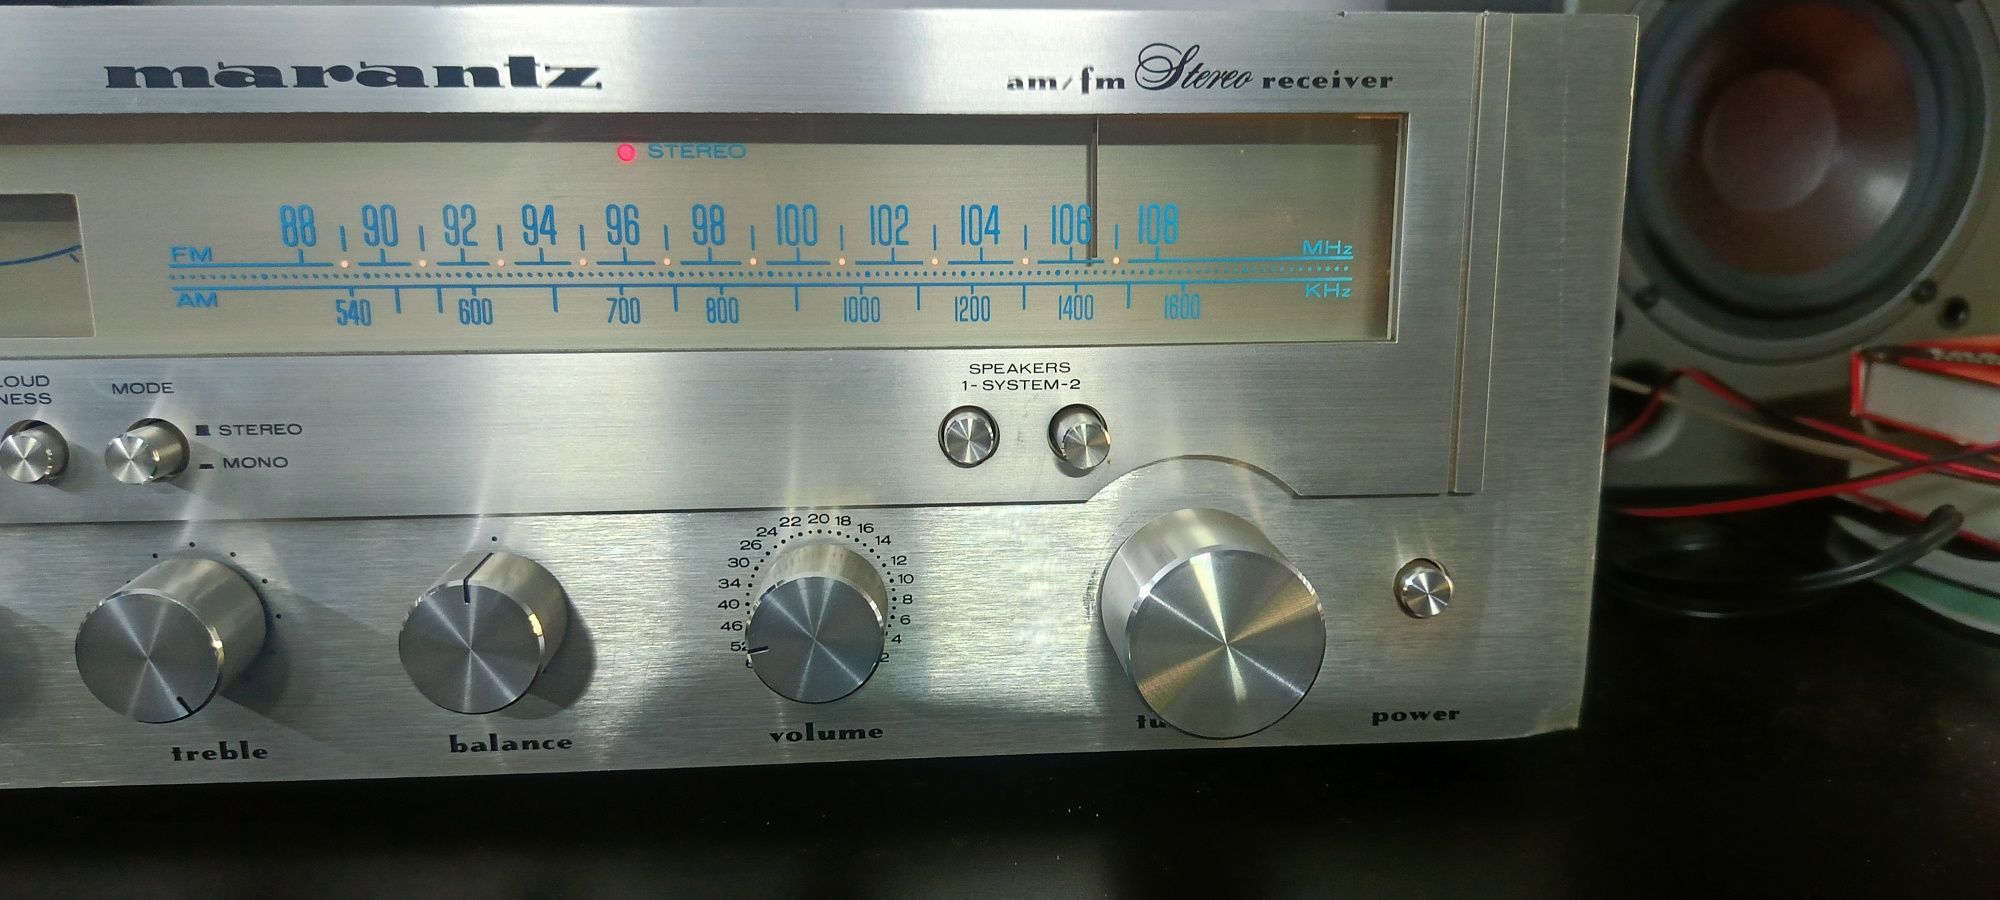 marantz
am/fm Stereo receiver
STEREO
88 90 92 94 96 98 100 102 104 106 108
FM MHz
AM KHz
540 600 700 800 1000 1200 1400 1600
SPEAKERS
1-SYSTEM-2
MODE
STEREO
MONO
22 20 18
24 16
26 14
30 12
34 10
40 8
46 6
4
2
treble
balance
volume
power